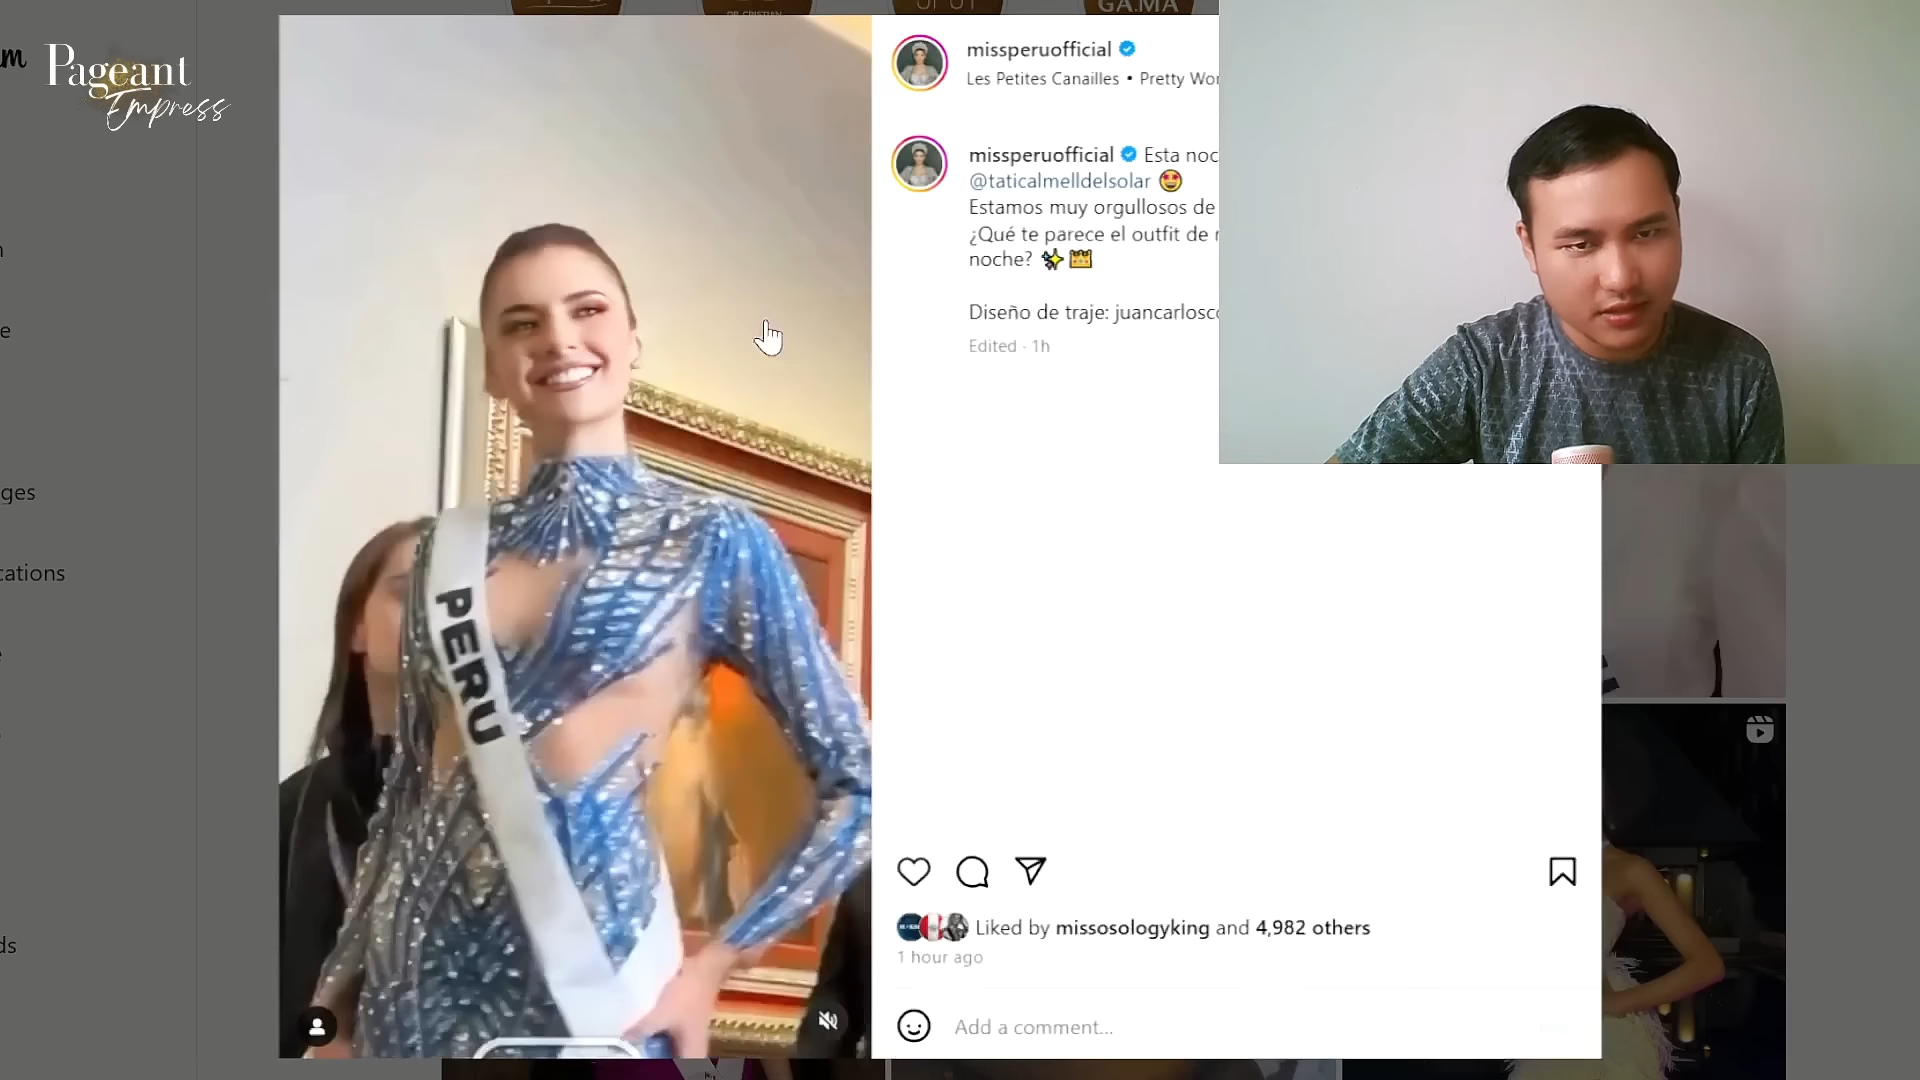 Pageant
Empress
m
GA.MA
missperuofficial
Les Petites Canailles • Pretty Wor
missperuofficial Esta noc
@taticalmelldelsolar 🤩
Estamos muy orgullosos de
¿Qué te parece el outfit de
noche? ✨👑
Diseño de traje: juancarlosco
Edited · 1h
PERU
n
e
ges
cations
e
ds
Liked by missosologyking and 4,982 others
1 hour ago
Add a comment...